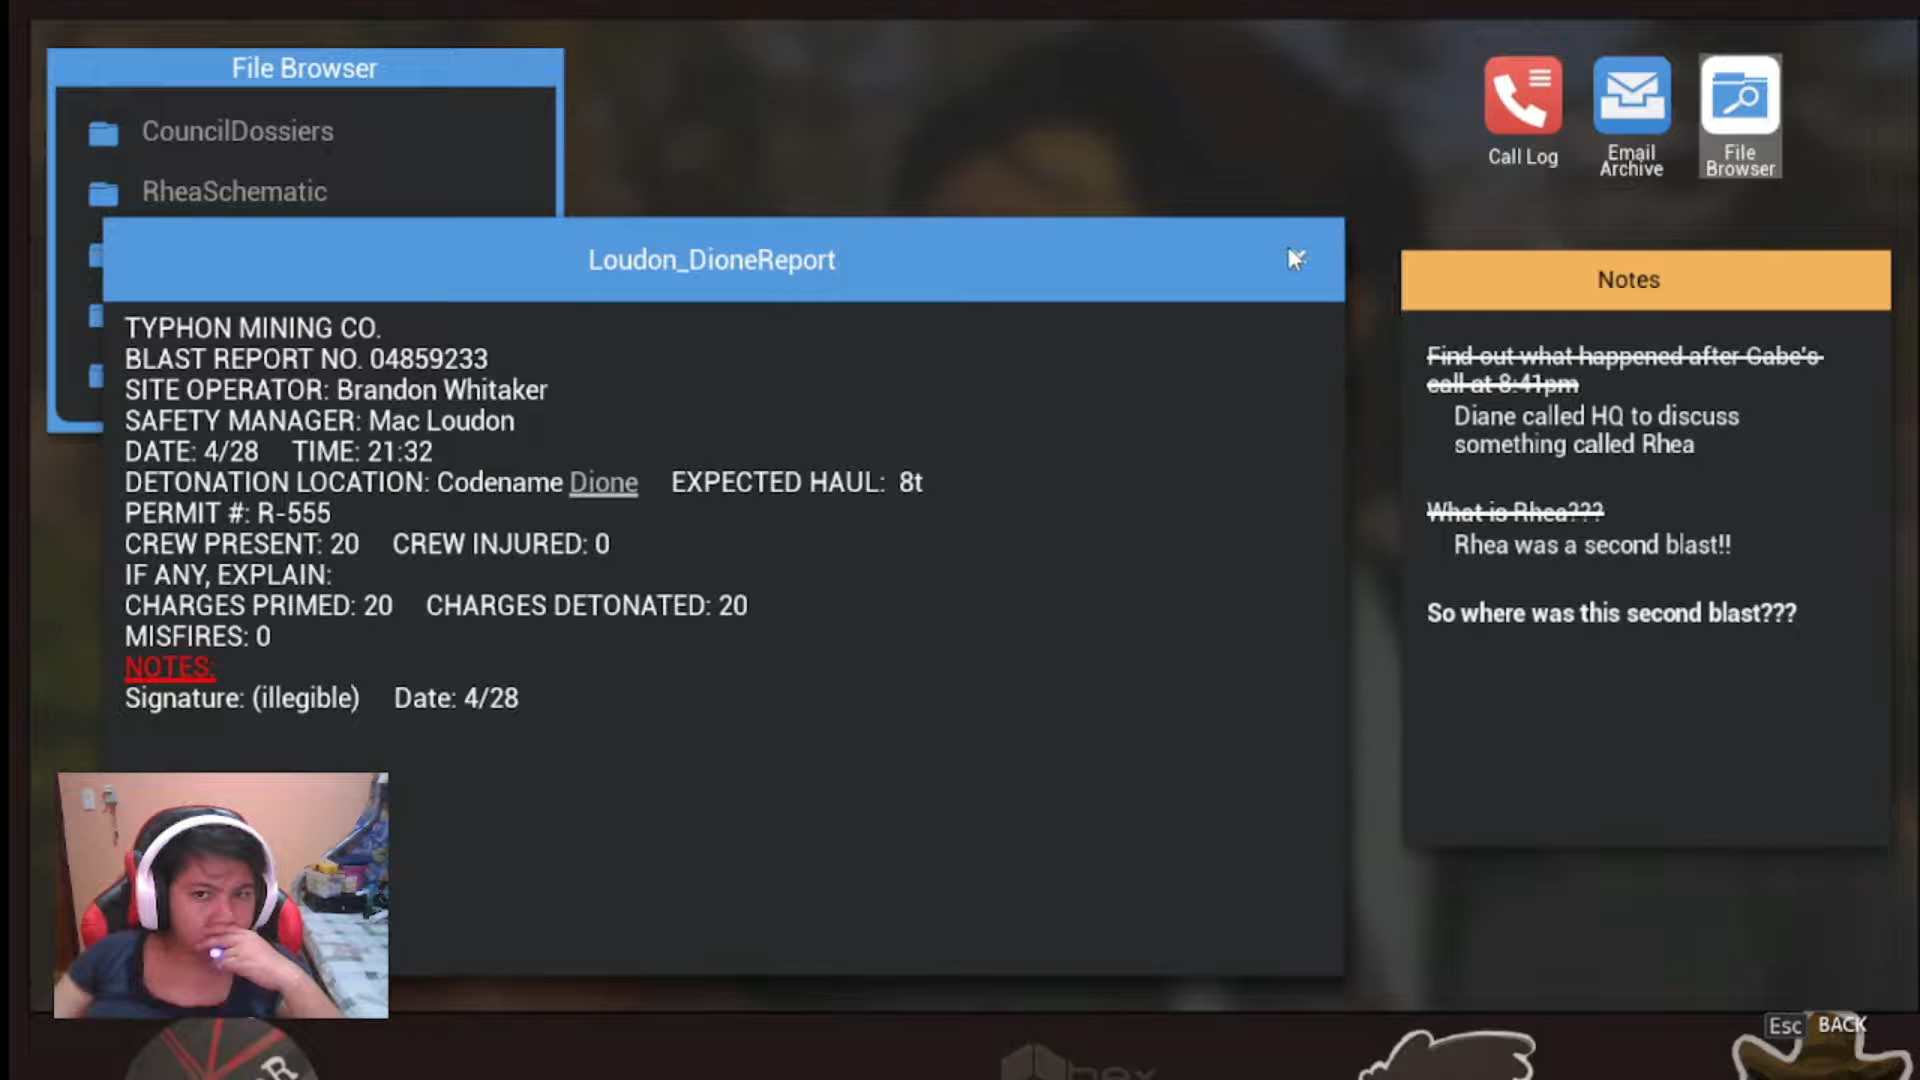 File Browser
CouncilDossiers
RheaSchematic
Call Log
Email
Archive
File
Browser
Loudon_DioneReport
TYPHON MINING CO.
BLAST REPORT NO. 04859233
SITE OPERATOR: Brandon Whitaker
SAFETY MANAGER: Mac Loudon
DATE: 4/28 TIME: 21:32
DETONATION LOCATION: Codename Dione EXPECTED HAUL: 8t
PERMIT #: R-555
CREW PRESENT: 20 CREW INJURED: 0
IF ANY, EXPLAIN:
CHARGES PRIMED: 20 CHARGES DETONATED: 20
MISFIRES: 0
NOTES:
Signature: (illegible) Date: 4/28
Notes
Find out what happened after Gabe's
call at 8:41pm
Diane called HQ to discuss
something called Rhea
What is Rhea???
Rhea was a second blast!!
So where was this second blast???
Esc BACK